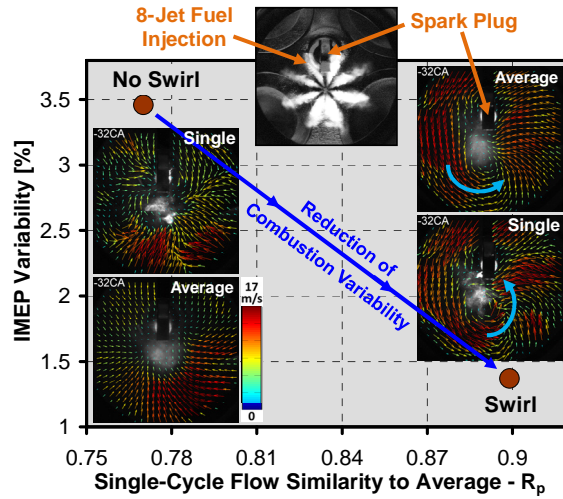 8-Jet Fuel
Injection
Spark Plug
No Swirl
-32CA
Single
-32CA
Average
17
m/s
0
-32CA
Average
-32CA
Single
Reduction of
Combustion Variability
Swirl
IMEP Variability [%]
3.5
3
2.5
2
1.5
1
0.75 0.78 0.81 0.84 0.87 0.9
Single-Cycle Flow Similarity to Average - Rp